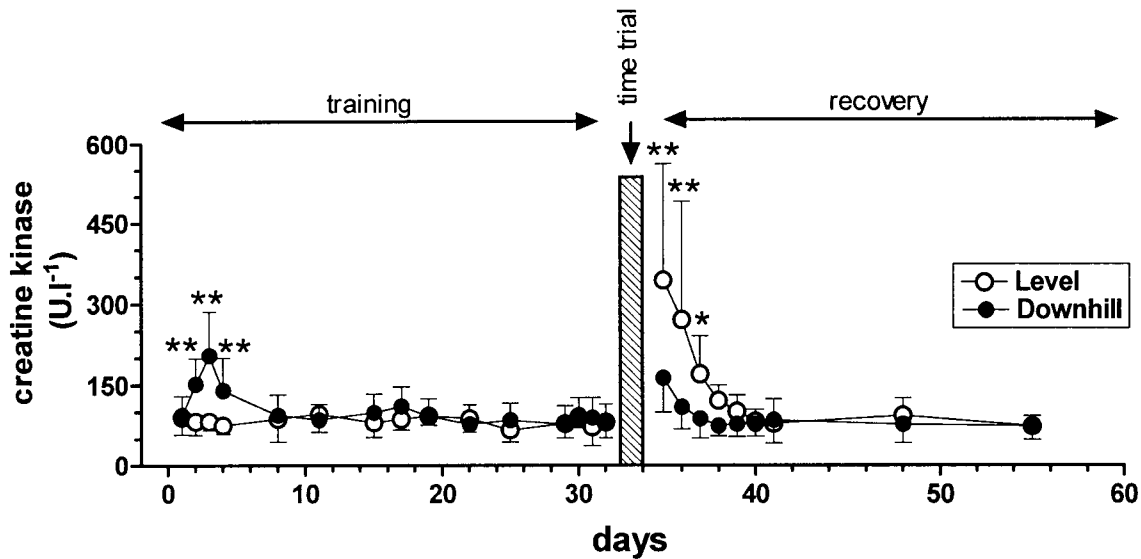 time trial
training
recovery
creatine kinase
(U.l⁻¹)
600
450
300
150
0
**
**
**
**
**
*
Level
Downhill
0
10
20
30
40
50
60
days